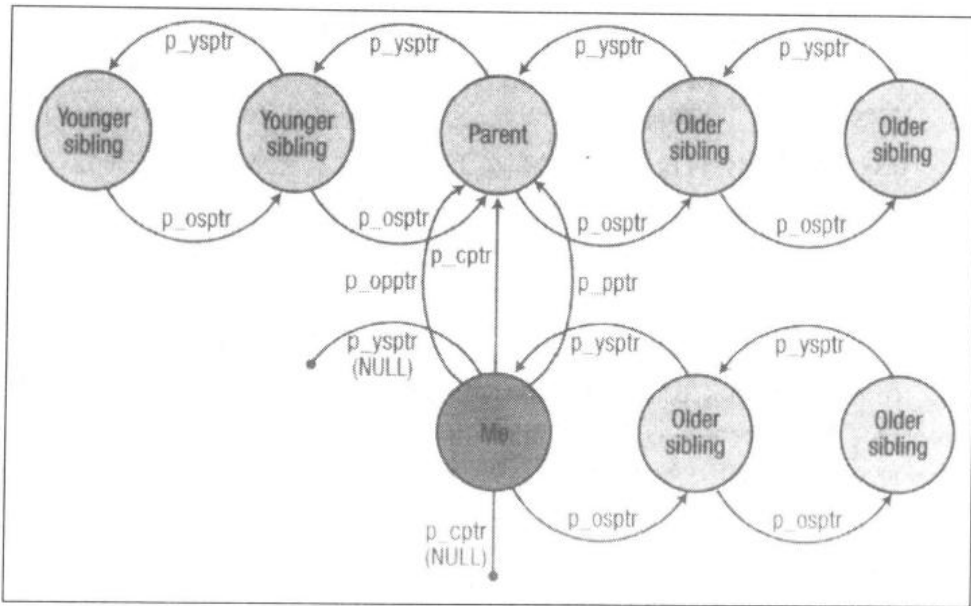 p_ysptr
p_ysptr
p_ysptr
p_ysptr
Younger
sibling
Younger
sibling
Parent
Older
sibling
Older
sibling
p_osptr
p_osptr
p_osptr
p_osptr
p_opptr
p_cptr
p_pptr
p_ysptr
(NULL)
p_ysptr
p_ysptr
Me
Older
sibling
Older
sibling
p_osptr
p_osptr
p_cptr
(NULL)